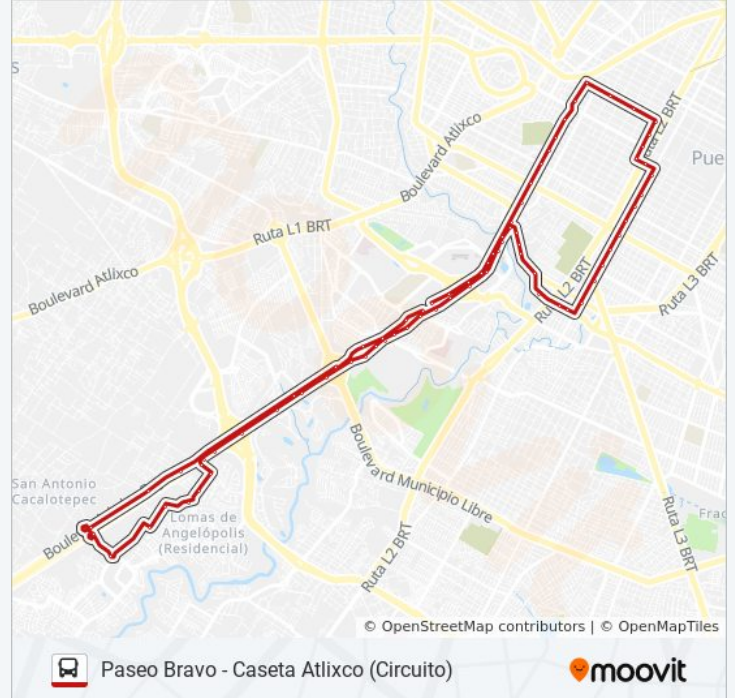 S
Ruta L2 BRT
Pue
Boulevard Atlixco
Ruta L1 BRT
Boulevard Atlixco
Ruta L2 BRT
Ruta L3 BRT
Boulevard Municipio Libre
San Antonio
Cacalotepec
Lomas de
Angelópolis
(Residencial)
Ruta L2 BRT
Ruta L3 BRT
Frac
© OpenStreetMap contributors | © OpenMapTiles
Paseo Bravo - Caseta Atlixco (Circuito)
moovit